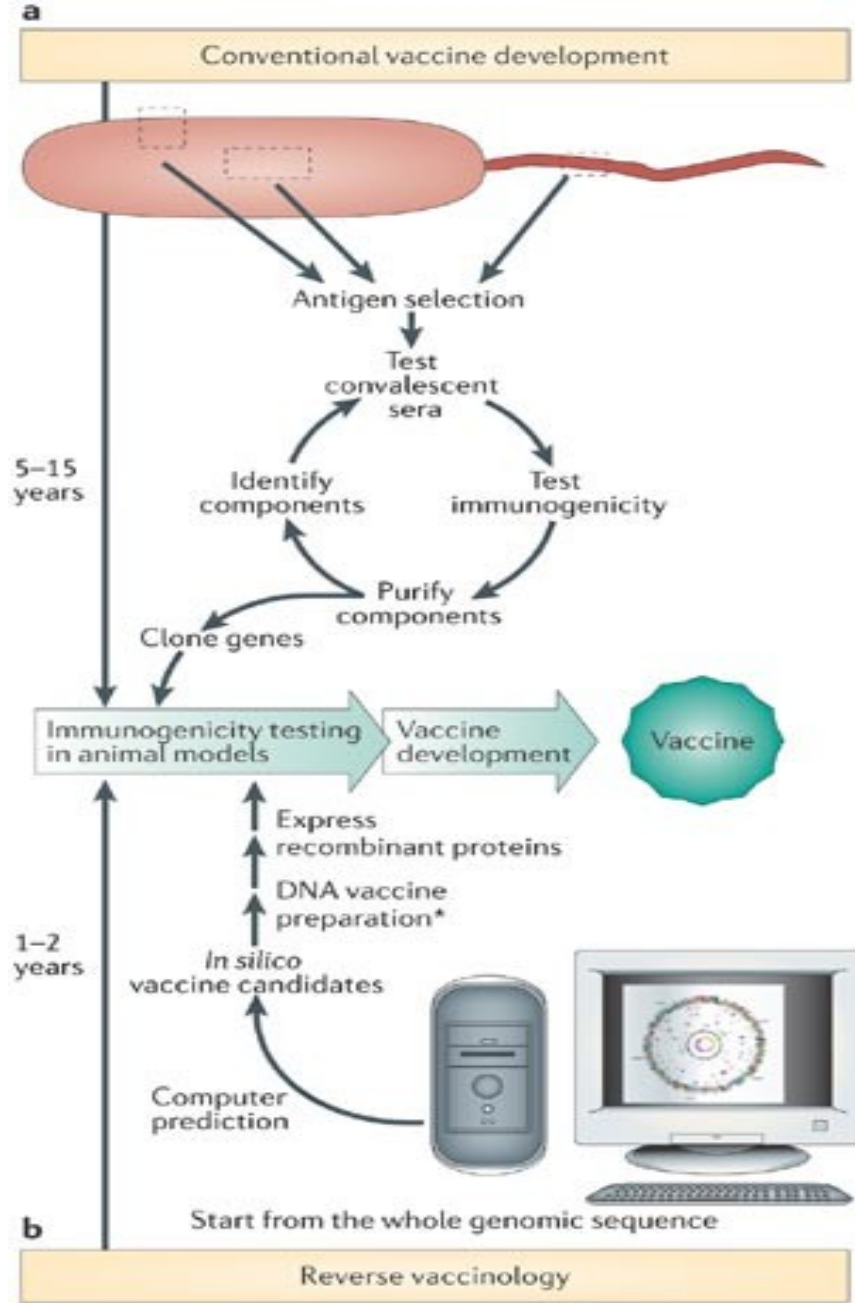 a
Conventional vaccine development
Antigen selection
Test
convalescent
sera
5–15
years
Identify
components
Test
immunogenicity
Purify
components
Clone genes
Immunogenicity testing
in animal models
Vaccine
development
Vaccine
Express
recombinant proteins
DNA vaccine
preparation*
1–2
years
In silico
vaccine candidates
Computer
prediction
Start from the whole genomic sequence
b
Reverse vaccinology